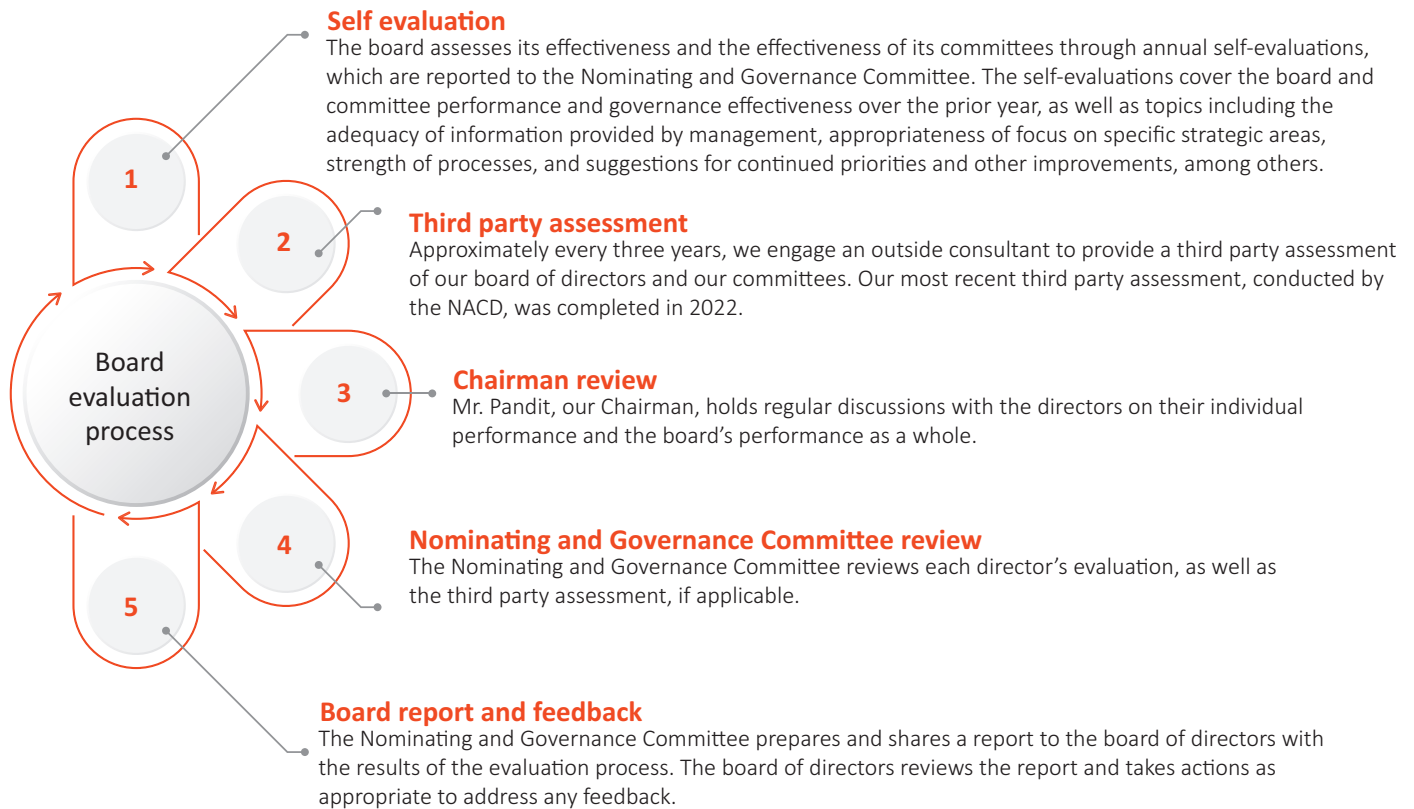 Self evaluation
The board assesses its effectiveness and the effectiveness of its committees through annual self-evaluations,
which are reported to the Nominating and Governance Committee. The self-evaluations cover the board and
committee performance and governance effectiveness over the prior year, as well as topics including the
adequacy of information provided by management, appropriateness of focus on specific strategic areas,
strength of processes, and suggestions for continued priorities and other improvements, among others.
1
2
Third party assessment
Approximately every three years, we engage an outside consultant to provide a third party assessment
of our board of directors and our committees. Our most recent third party assessment, conducted by
the NACD, was completed in 2022.
Board
evaluation
process
3
Chairman review
Mr. Pandit, our Chairman, holds regular discussions with the directors on their individual
performance and the board’s performance as a whole.
4
Nominating and Governance Committee review
The Nominating and Governance Committee reviews each director’s evaluation, as well as
the third party assessment, if applicable.
5
Board report and feedback
The Nominating and Governance Committee prepares and shares a report to the board of directors with
the results of the evaluation process. The board of directors reviews the report and takes actions as
appropriate to address any feedback.